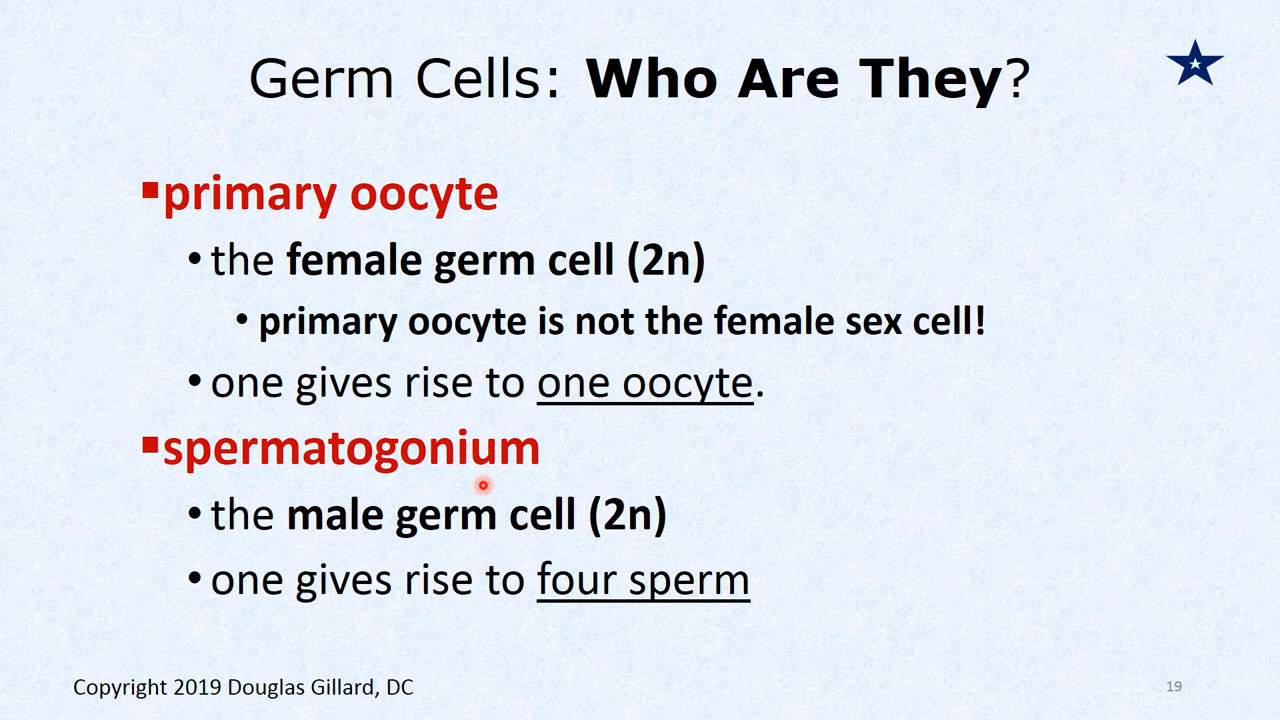 Germ Cells: Who Are They?
▪primary oocyte
• the female germ cell (2n)
• primary oocyte is not the female sex cell!
• one gives rise to one oocyte.
▪spermatogonium
• the male germ cell (2n)
• one gives rise to four sperm
Copyright 2019 Douglas Gillard, DC
19